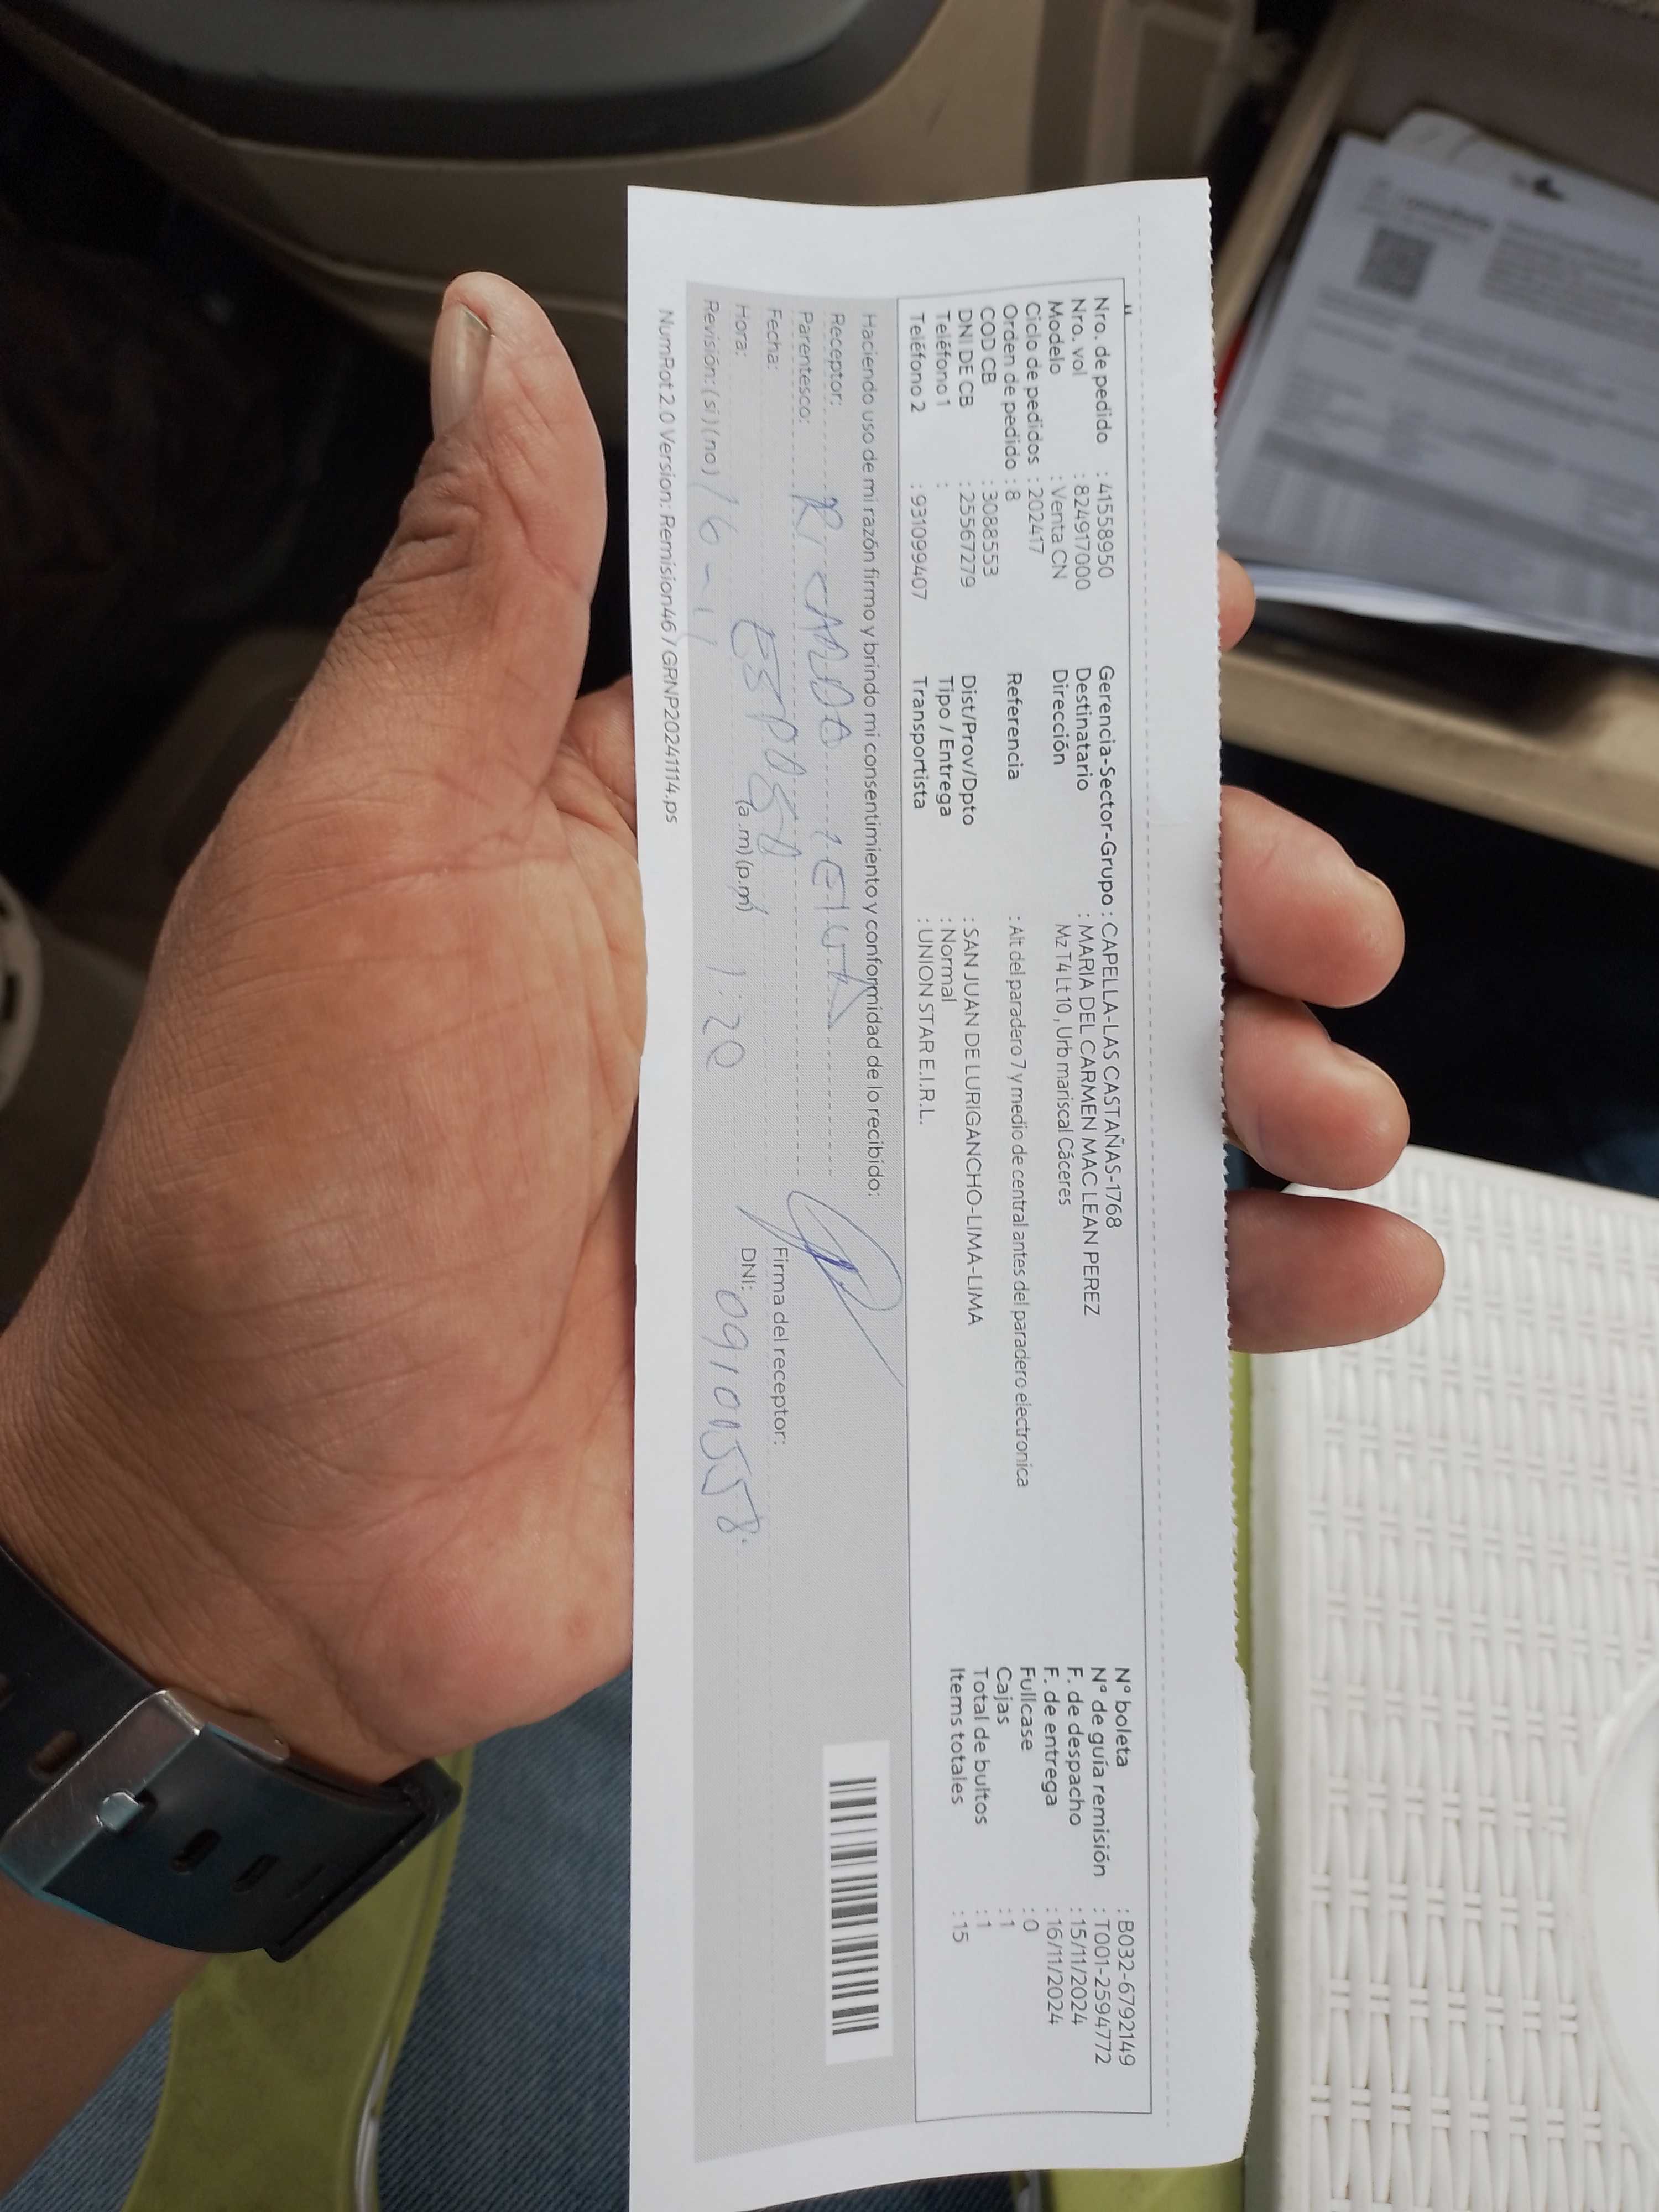 Nro. de pedido : 41558950
Nro. vol : 824917000
Modelo : Venta CN
Ciclo de pedidos : 202417
Orden de pedido : 8
COD CB : 3088553
DNI DE CB : 25567279
Teléfono 1 :
Teléfono 2 : 931099407
Gerencia-Sector-Grupo : CAPELLA-LAS CASTAÑAS-1768
Destinatario : MARIA DEL CARMEN MAC LEAN PEREZ
Dirección Mz T4 Lt 10 , Urb mariscal Cáceres
Referencia : Alt del paradero 7 y medio de central antes del paradero electronica
Dist/Prov/Dpto : SAN JUAN DE LURIGANCHO-LIMA-LIMA
Tipo / Entrega : Normal
Transportista : UNION STAR E.I.R.L.
N° boleta : B032-6792149
N° de guía remisión : T001-2594772
F. de despacho : 15/11/2024
F. de entrega : 16/11/2024
Fullcase : 0
Cajas : 1
Total de bultos : 1
Items totales : 15
Haciendo uso de mi razón firmo y brindo mi consentimiento y conformidad de lo recibido:
Receptor: RICARDO LEIVA
Parentesco:
Fecha: ESPOSO
Hora: (a.m) (p.m) 1:20
Revisión: (si) (no) 16-11
Firma del receptor:
DNI: 09101558
NumRot 2.0 Version: Remision46 / GRNP20241114.ps